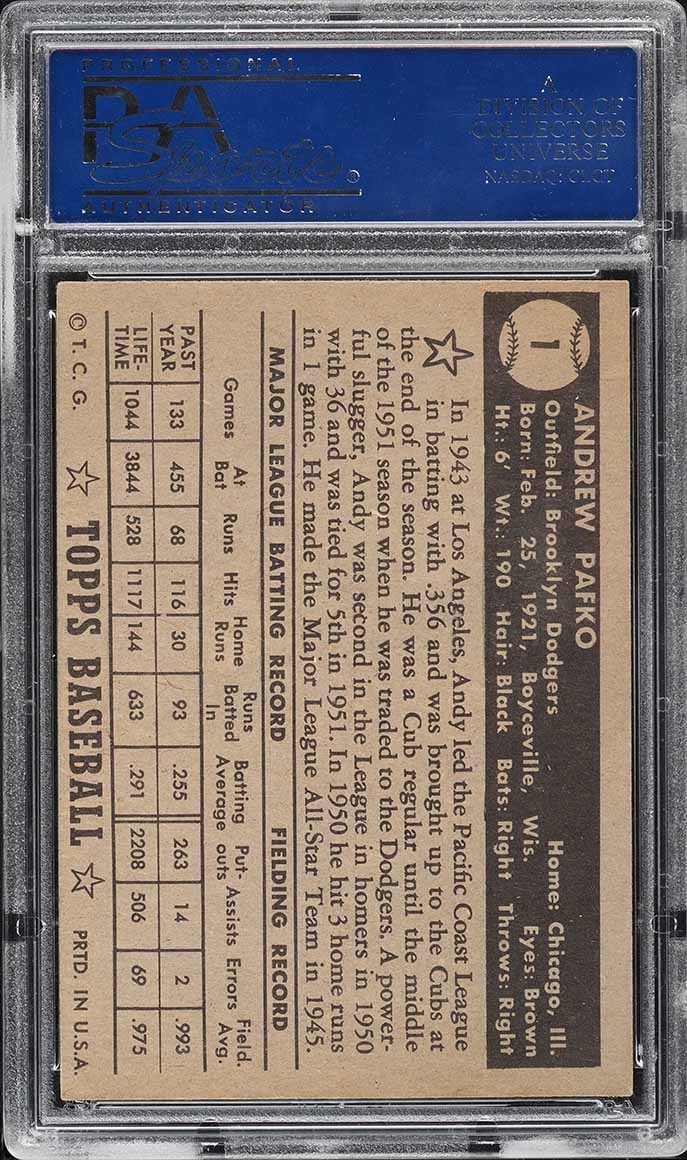 PROFESSIONAL
PSA
Sports
®
AUTHENTICATOR
A
DIVISION OF
COLLECTORS
UNIVERSE
NASDAQ: CLCT
1
ANDREW PAFKO
Outfield: Brooklyn Dodgers Home: Chicago, Ill.
Born: Feb. 25, 1921, Boyceville, Wis. Eyes: Brown
Ht.: 6' Wt.: 190 Hair: Black Bats: Right Throws: Right
In 1943 at Los Angeles, Andy led the Pacific Coast League
in batting with .356 and was brought up to the Cubs at
the end of the season. He was a Cub regular until the middle
of the 1951 season when he was traded to the Dodgers. A power-
ful slugger, Andy was second in the League in homers in 1950
with 36 and was tied for 5th in 1951. In 1950 he hit 3 home runs
in 1 game. He made the Major League All-Star Team in 1945.
MAJOR LEAGUE BATTING RECORD FIELDING RECORD
Games At Bat Runs Hits Home Runs Runs Batted In Batting Average Put-outs Assists Errors Field. Avg.
PAST YEAR 133 455 68 116 30 93 .255 263 14 2 .993
LIFE-TIME 1044 3844 528 1117 144 633 .291 2208 506 69 .975
© T. C. G. TOPPS BASEBALL PRTD. IN U.S.A.